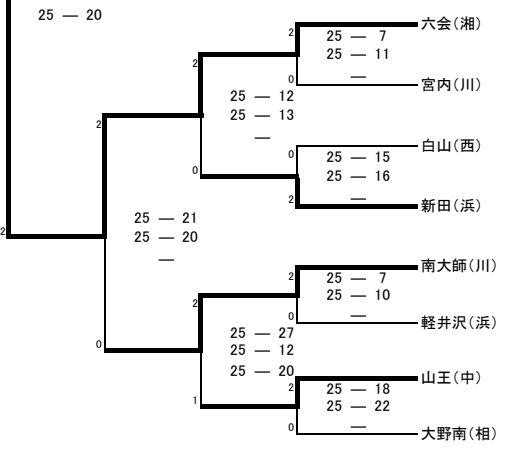 25 — 20
六会（湘）
2
25 — 7
25 — 11
—
2
0
宮内（川）
25 — 12
25 — 13
—
2
白山（西）
0
25 — 15
25 — 16
—
0
2
新田（浜）
25 — 21
25 — 20
—
2
南大師（川）
2
25 — 7
25 — 10
—
2
0
軽井沢（浜）
25 — 27
25 — 12
25 — 20
0
山王（中）
2
25 — 18
25 — 22
—
1
0
大野南（相）